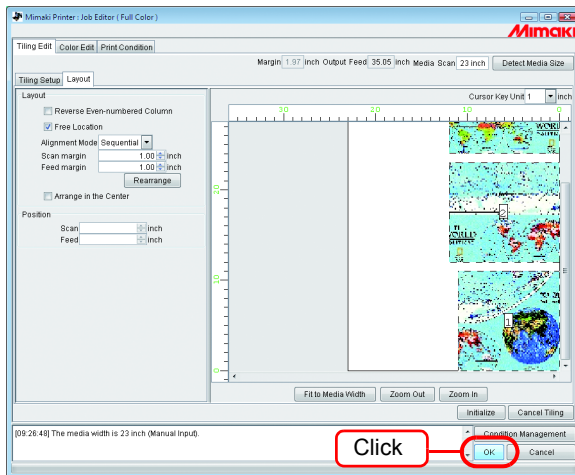 Mimaki Printer : Job Editor ( Full Color )
Mimaki
Tiling Edit Color Edit Print Condition
Margin 1.97 inch Output Feed 35.05 inch Media Scan 23 inch Detect Media Size
Tiling Setup Layout
Layout
Cursor Key Unit 1 inch
Reverse Even-numbered Column
Free Location
Alignment Mode Sequential
Scan margin 1.00 inch
Feed margin 1.00 inch
Rearrange
Arrange in the Center
Position
Scan inch
Feed inch
30 20 10 0
20
10
0
WORL
2
WORLD
1
Fit to Media Width Zoom Out Zoom In
Initialize Cancel Tiling
[09:26:48] The media width is 23 inch (Manual Input).
Condition Management
Click
OK Cancel